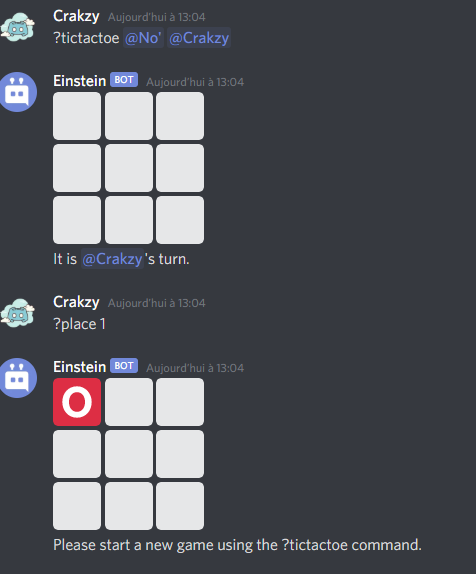 Crakzy Aujourd'hui à 13:04
?tictactoe @No' @Crakzy
Einstein BOT Aujourd'hui à 13:04
It is @Crakzy's turn.
Crakzy Aujourd'hui à 13:04
?place 1
Einstein BOT Aujourd'hui à 13:04
O
Please start a new game using the ?tictactoe command.